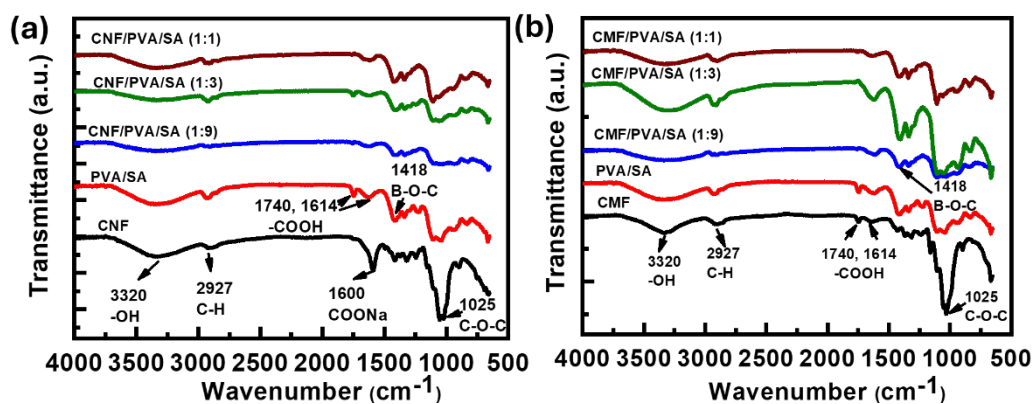 (a)
CNF/PVA/SA (1:1)
CNF/PVA/SA (1:3)
CNF/PVA/SA (1:9)
1418
B-O-C
PVA/SA
1740, 1614
-COOH
CNF
3320
-OH
2927
C-H
1600
COONa
1025
C-O-C
Transmittance (a.u.)
4000 3500 3000 2500 2000 1500 1000 500
Wavenumber (cm-1)
(b)
CMF/PVA/SA (1:1)
CMF/PVA/SA (1:3)
CMF/PVA/SA (1:9)
1418
B-O-C
PVA/SA
CMF
3320
-OH
2927
C-H
1740, 1614
-COOH
1025
C-O-C
Transmittance (a.u.)
4000 3500 3000 2500 2000 1500 1000 500
Wavenumber (cm-1)